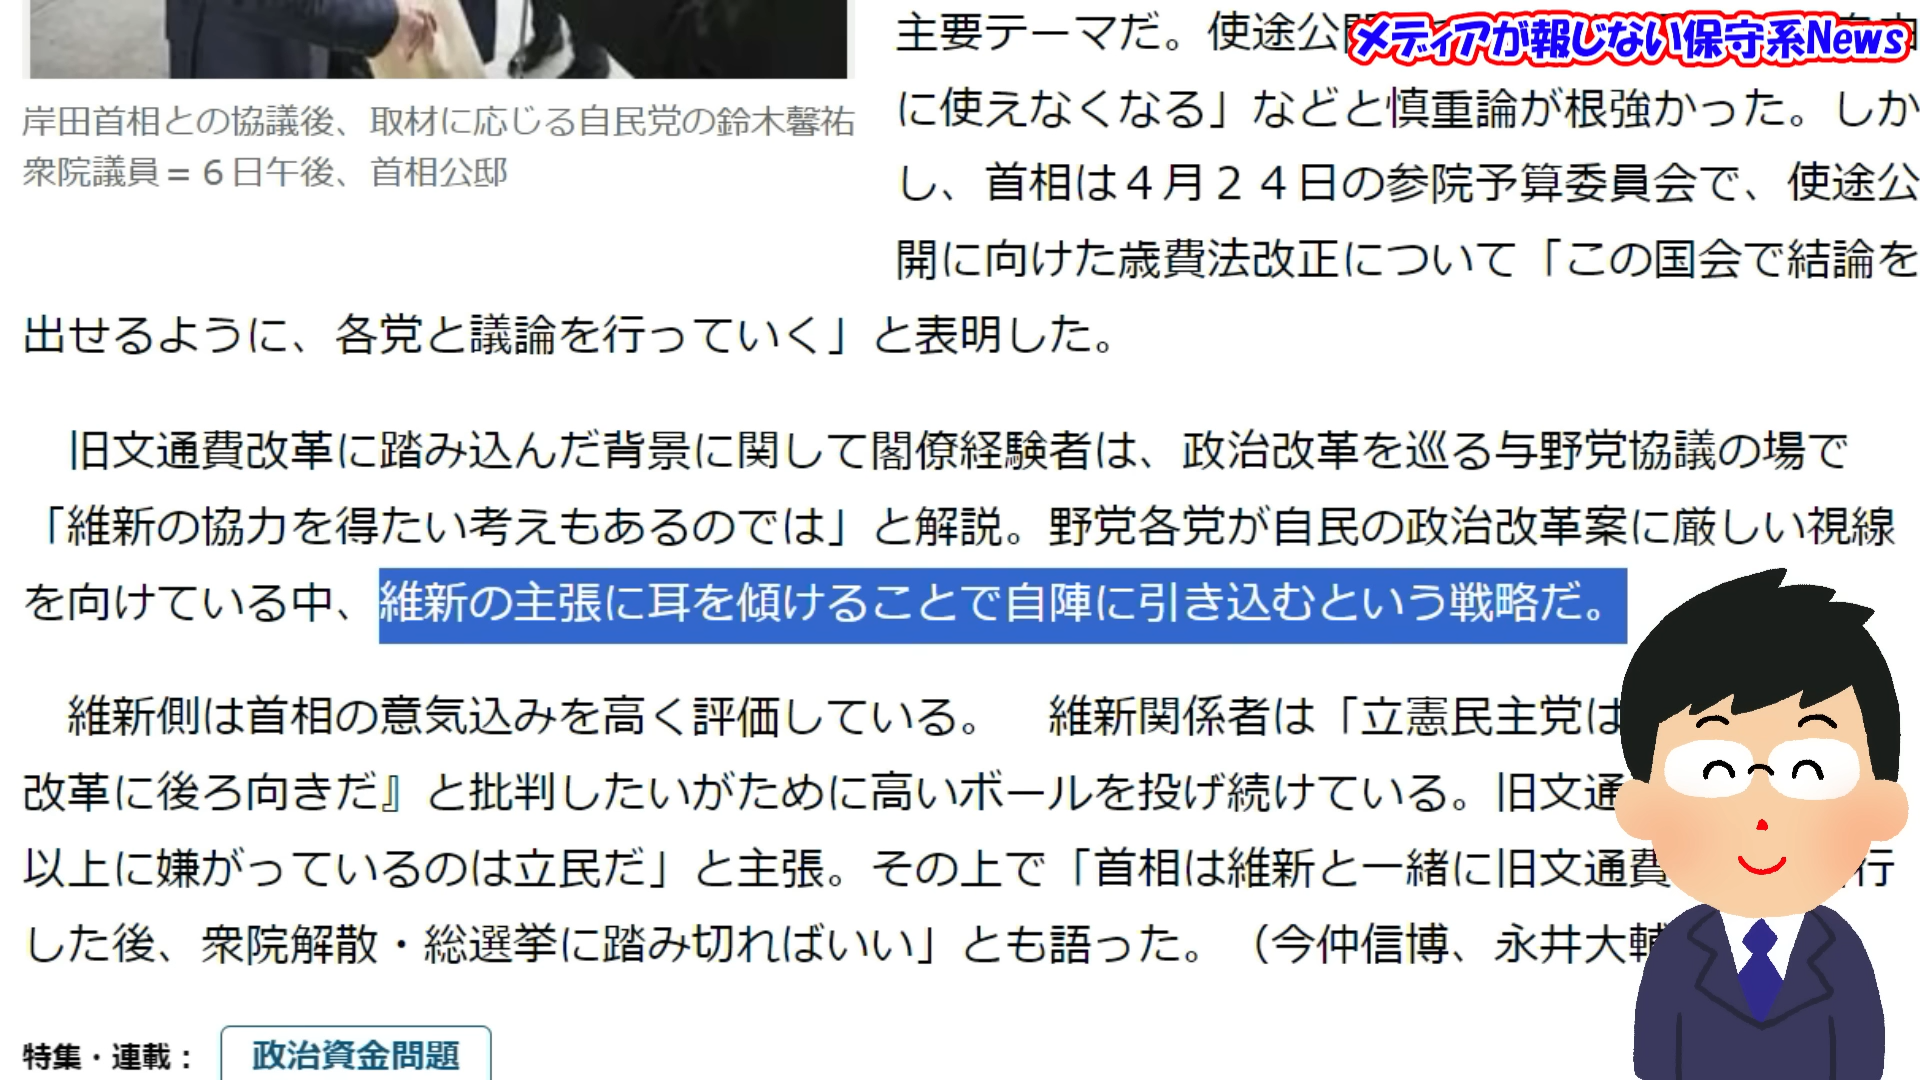 主要テーマだ。使途公
メディアが報じない保守系News
に使えなくなる」などと慎重論が根強かった。しか
し、首相は４月２４日の参院予算委員会で、使途公
開に向けた歳費法改正について「この国会で結論を
出せるように、各党と議論を行っていく」と表明した。
岸田首相との協議後、取材に応じる自民党の鈴木馨祐
衆院議員＝６日午後、首相公邸
旧文通費改革に踏み込んだ背景に関して閣僚経験者は、政治改革を巡る与野党協議の場で
「維新の協力を得たい考えもあるのでは」と解説。野党各党が自民の政治改革案に厳しい視線
を向けている中、維新の主張に耳を傾けることで自陣に引き込むという戦略だ。
維新側は首相の意気込みを高く評価している。　維新関係者は「立憲民主党は
改革に後ろ向きだ』と批判したいがために高いボールを投げ続けている。旧文通
以上に嫌がっているのは立民だ」と主張。その上で「首相は維新と一緒に旧文通費 行
した後、衆院解散・総選挙に踏み切ればいい」とも語った。（今仲信博、永井大輔
特集・連載：
政治資金問題